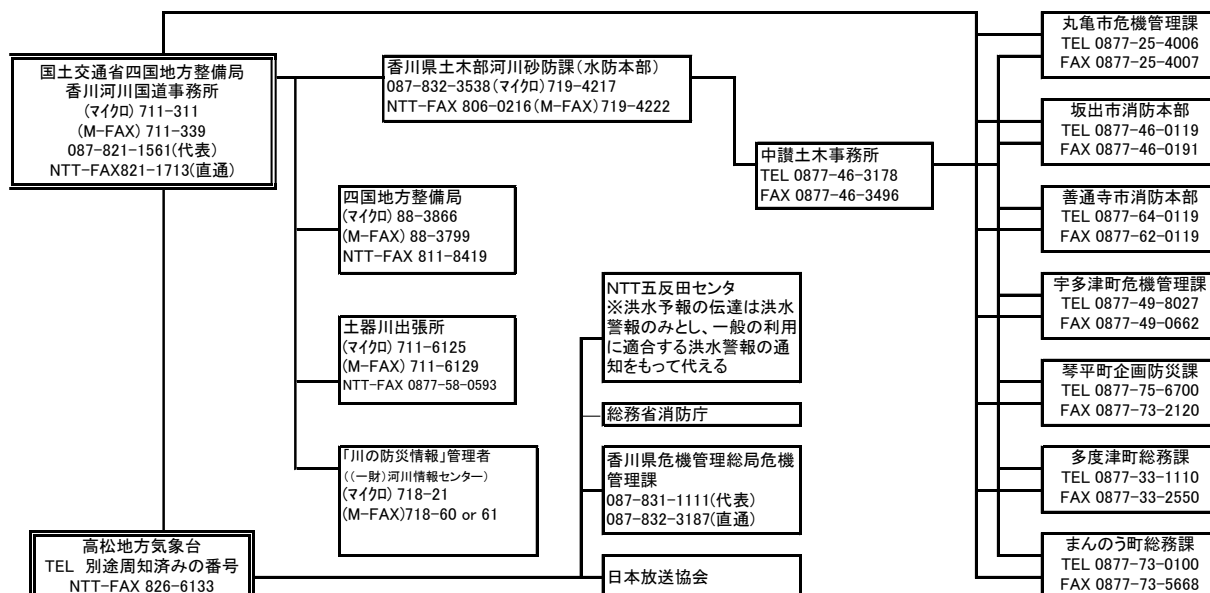 国土交通省四国地方整備局
香川河川国道事務所
(マイクロ) 711-311
(M-FAX) 711-339
087-821-1561(代表)
NTT-FAX821-1713(直通)
香川県土木部河川砂防課(水防本部)
087-832-3538(マイクロ)719-4217
NTT-FAX 806-0216(M-FAX)719-4222
四国地方整備局
(マイクロ) 88-3866
(M-FAX) 88-3799
NTT-FAX 811-8419
土器川出張所
(マイクロ) 711-6125
(M-FAX) 711-6129
NTT-FAX 0877-58-0593
「川の防災情報」管理者
((一財)河川情報センター)
(マイクロ) 718-21
(M-FAX)718-60 or 61
高松地方気象台
TEL 別途周知済みの番号
NTT-FAX 826-6133
中讃土木事務所
TEL 0877-46-3178
FAX 0877-46-3496
NTT五反田センタ
※洪水予報の伝達は洪水
警報のみとし、一般の利用
に適合する洪水警報の通
知をもって代える
総務省消防庁
香川県危機管理総局危機
管理課
087-831-1111(代表)
087-832-3187(直通)
日本放送協会
丸亀市危機管理課
TEL 0877-25-4006
FAX 0877-25-4007
坂出市消防本部
TEL 0877-46-0119
FAX 0877-46-0191
善通寺市消防本部
TEL 0877-64-0119
FAX 0877-62-0119
宇多津町危機管理課
TEL 0877-49-8027
FAX 0877-49-0662
琴平町企画防災課
TEL 0877-75-6700
FAX 0877-73-2120
多度津町総務課
TEL 0877-33-1110
FAX 0877-33-2550
まんのう町総務課
TEL 0877-73-0100
FAX 0877-73-5668